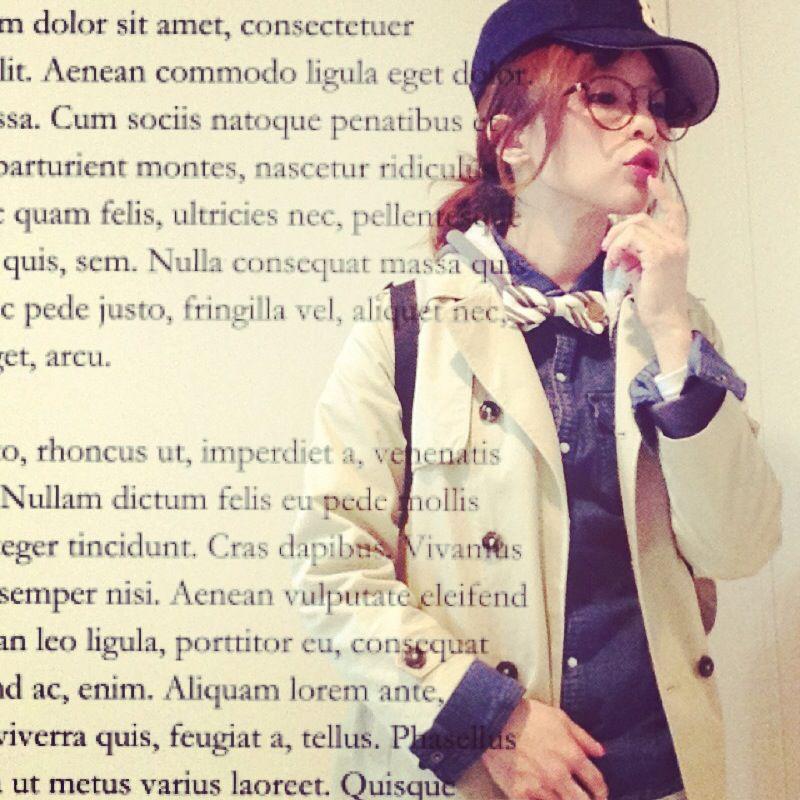 m dolor sit amet, consectetuer
lit. Aenean commodo ligula eget dolor.
ssa. Cum sociis natoque penatibus et
parturient montes, nascetur ridiculus
c quam felis, ultricies nec, pellentesque
quis, sem. Nulla consequat massa quis
c pede justo, fringilla vel, aliquet nec,
get, arcu.
to, rhoncus ut, imperdiet a, venenatis
Nullam dictum felis eu pede mollis
teger tincidunt. Cras dapibus. Vivamus
semper nisi. Aenean vulputate eleifend
an leo ligula, porttitor eu, consequat
nd ac, enim. Aliquam lorem ante,
viverra quis, feugiat a, tellus. Phasellus
ut metus varius laoreet. Quisque